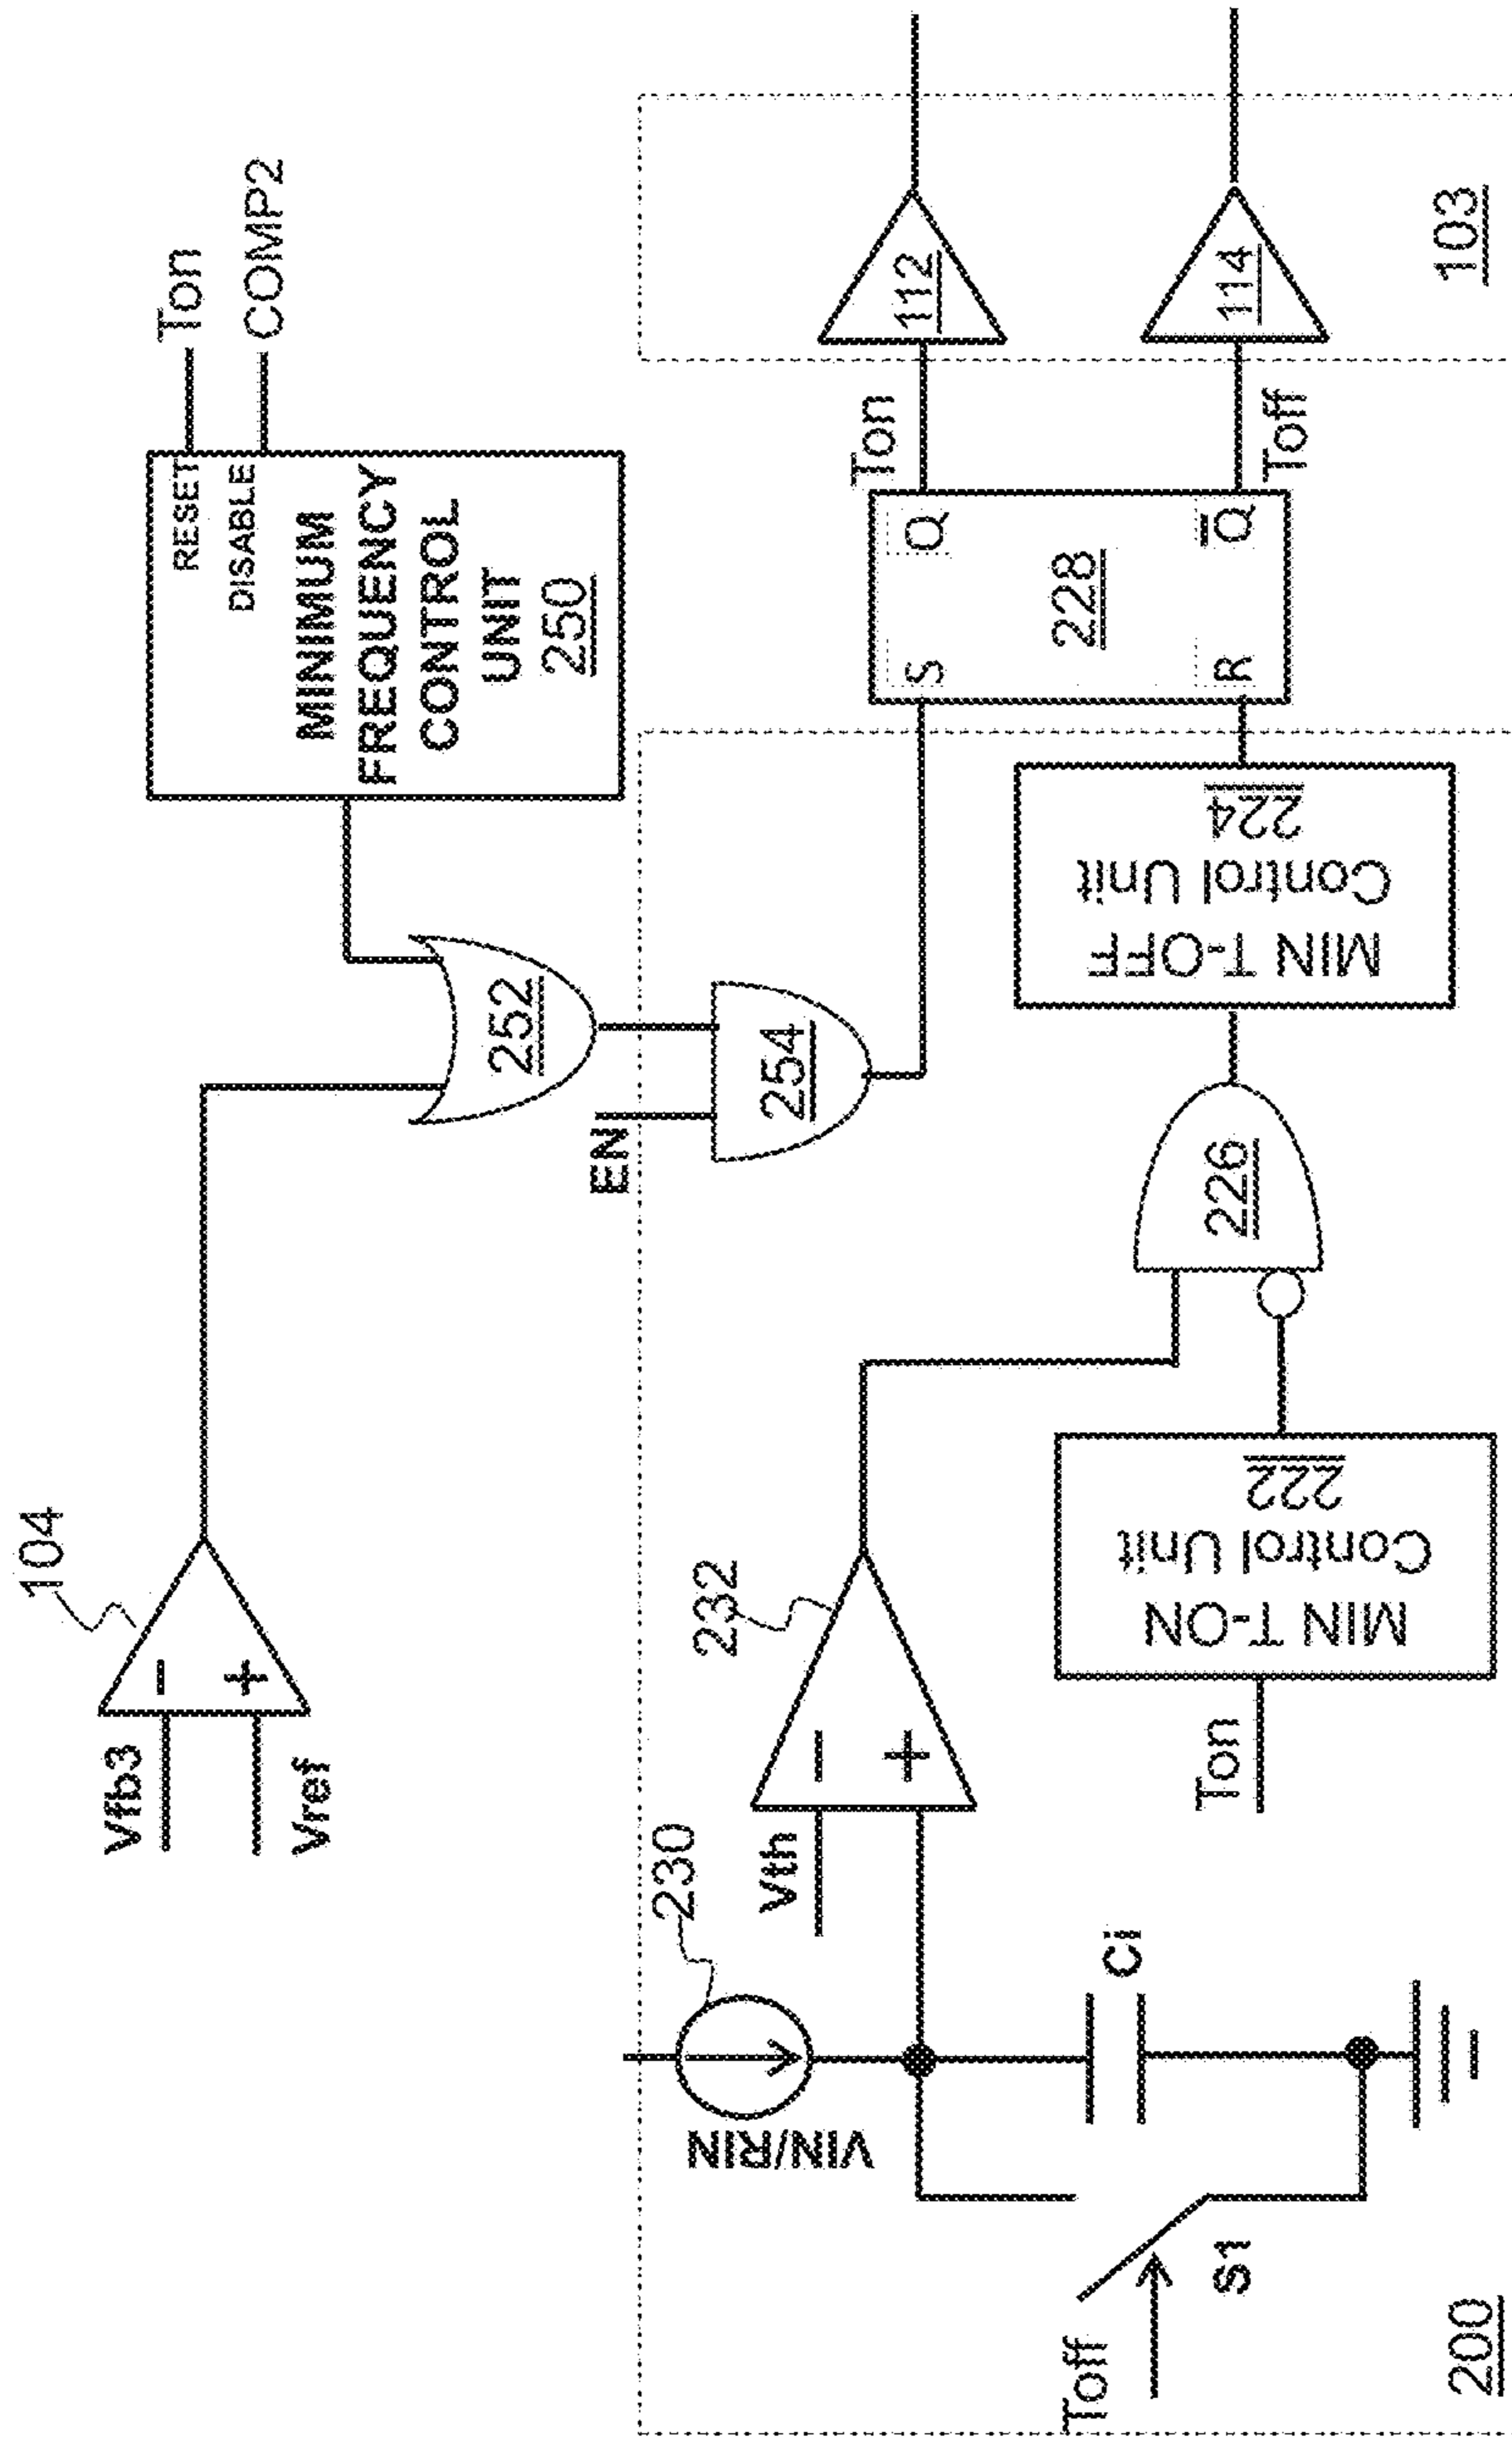 104
Vfb3
−
Vref
+
RESET
Ton
DISABLE
COMP2
MINIMUM
FREQUENCY
CONTROL
UNIT
250
252
EN
254
230
VIN/RIN
Vth
−
+
232
Ci
Toff
S1
Ton
MIN T-ON
Control Unit
222
226
MIN T-OFF
Control Unit
224
S
Q
228
R
Q̅
Ton
Toff
112
114
103
200